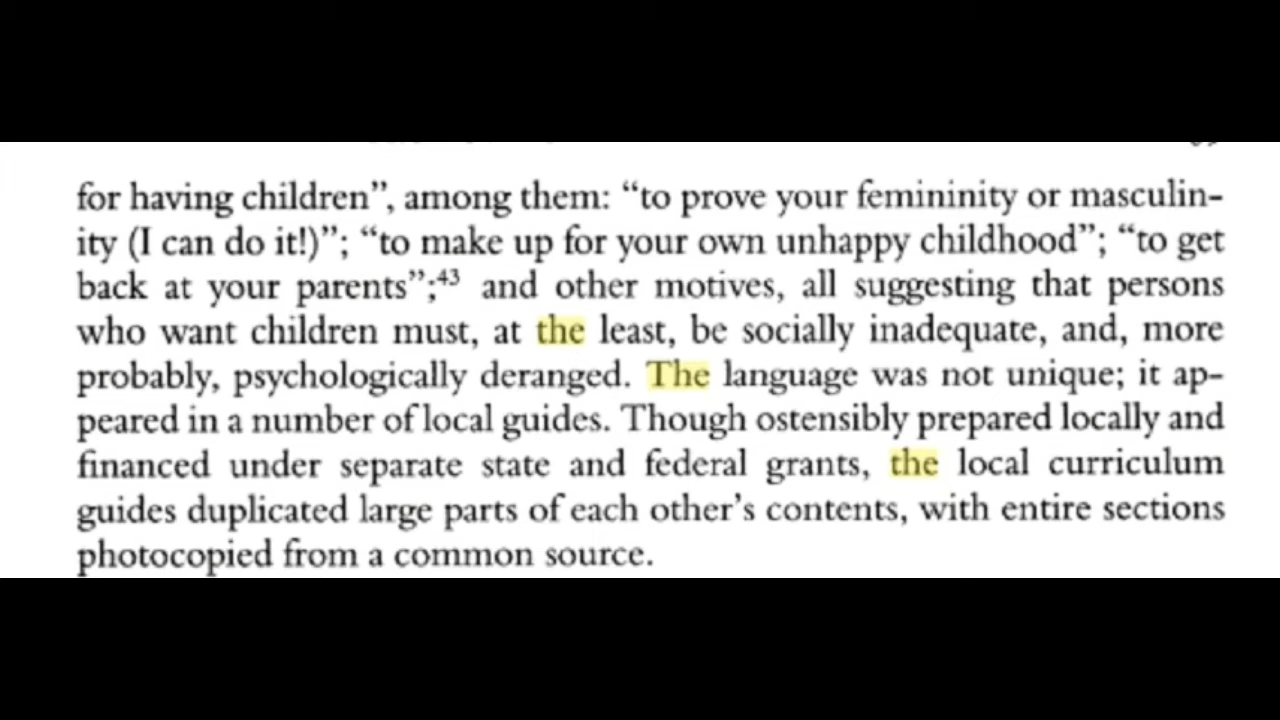 for having children”, among them: “to prove your femininity or masculin-
ity (I can do it!)”; “to make up for your own unhappy childhood”; “to get
back at your parents”;43 and other motives, all suggesting that persons
who want children must, at the least, be socially inadequate, and, more
probably, psychologically deranged. The language was not unique; it ap-
peared in a number of local guides. Though ostensibly prepared locally and
financed under separate state and federal grants, the local curriculum
guides duplicated large parts of each other’s contents, with entire sections
photocopied from a common source.